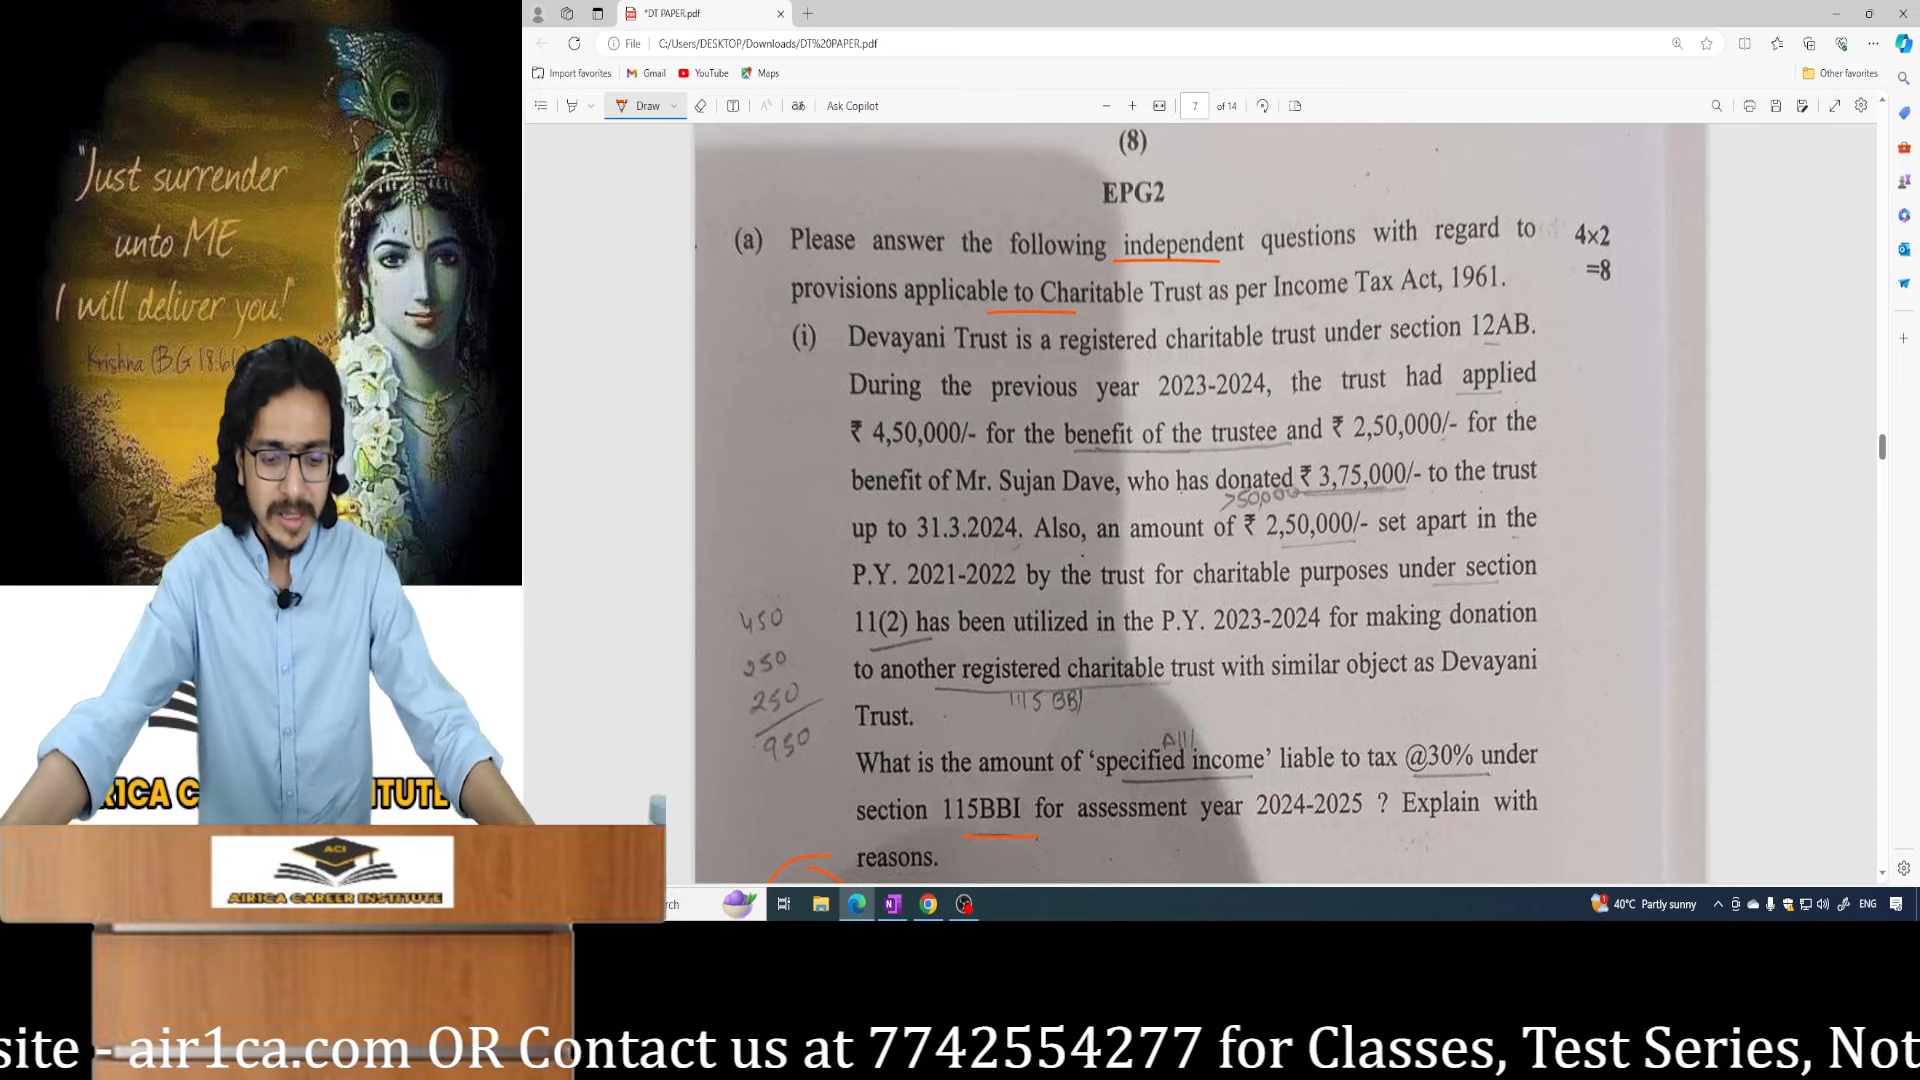 "Just surrender
unto ME
I will deliver you!"
- Krishna (B.G 18.66)
*DT PAPER.pdf
File
C:/Users/DESKTOP/Downloads/DT%20PAPER.pdf
Import favorites
Gmail
YouTube
Maps
Other favorites
Draw
Ask Copilot
7
of 14
(8)
EPG2
(a) Please answer the following independent questions with regard to 4×2
provisions applicable to Charitable Trust as per Income Tax Act, 1961. =8
(i) Devayani Trust is a registered charitable trust under section 12AB.
During the previous year 2023-2024, the trust had applied
₹ 4,50,000/- for the benefit of the trustee and ₹ 2,50,000/- for the
benefit of Mr. Sujan Dave, who has donated ₹ 3,75,000/- to the trust
>50,000
up to 31.3.2024. Also, an amount of ₹ 2,50,000/- set apart in the
P.Y. 2021-2022 by the trust for charitable purposes under section
450
11(2) has been utilized in the P.Y. 2023-2024 for making donation
250
to another registered charitable trust with similar object as Devayani
250
115 BBI
Trust.
950
All
What is the amount of 'specified income' liable to tax @30% under
section 115BBI for assessment year 2024-2025 ? Explain with
reasons.
RICA C
ITUTE
ACI
AIR1CA CAREER INSTITUTE
rch
40°C Partly sunny
ENG
site - air1ca.com OR Contact us at 7742554277 for Classes, Test Series, Not